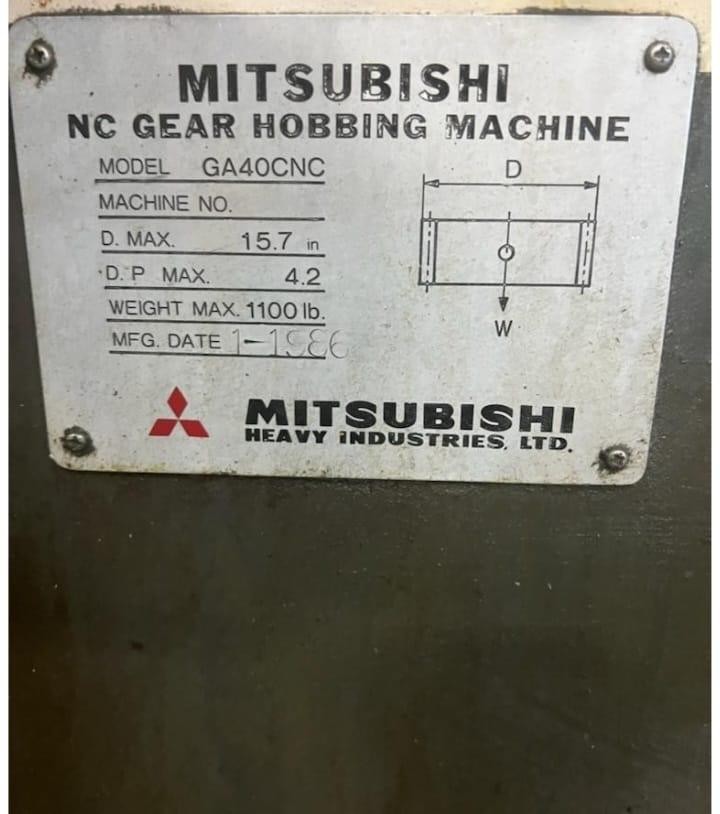 MITSUBISHI
NC GEAR HOBBING MACHINE
MODEL GA40CNC
MACHINE NO.
D. MAX. 15.7 in
D.P MAX. 4.2
WEIGHT MAX. 1100 lb.
MFG. DATE 1-1986
D
W
MITSUBISHI
HEAVY INDUSTRIES, LTD.